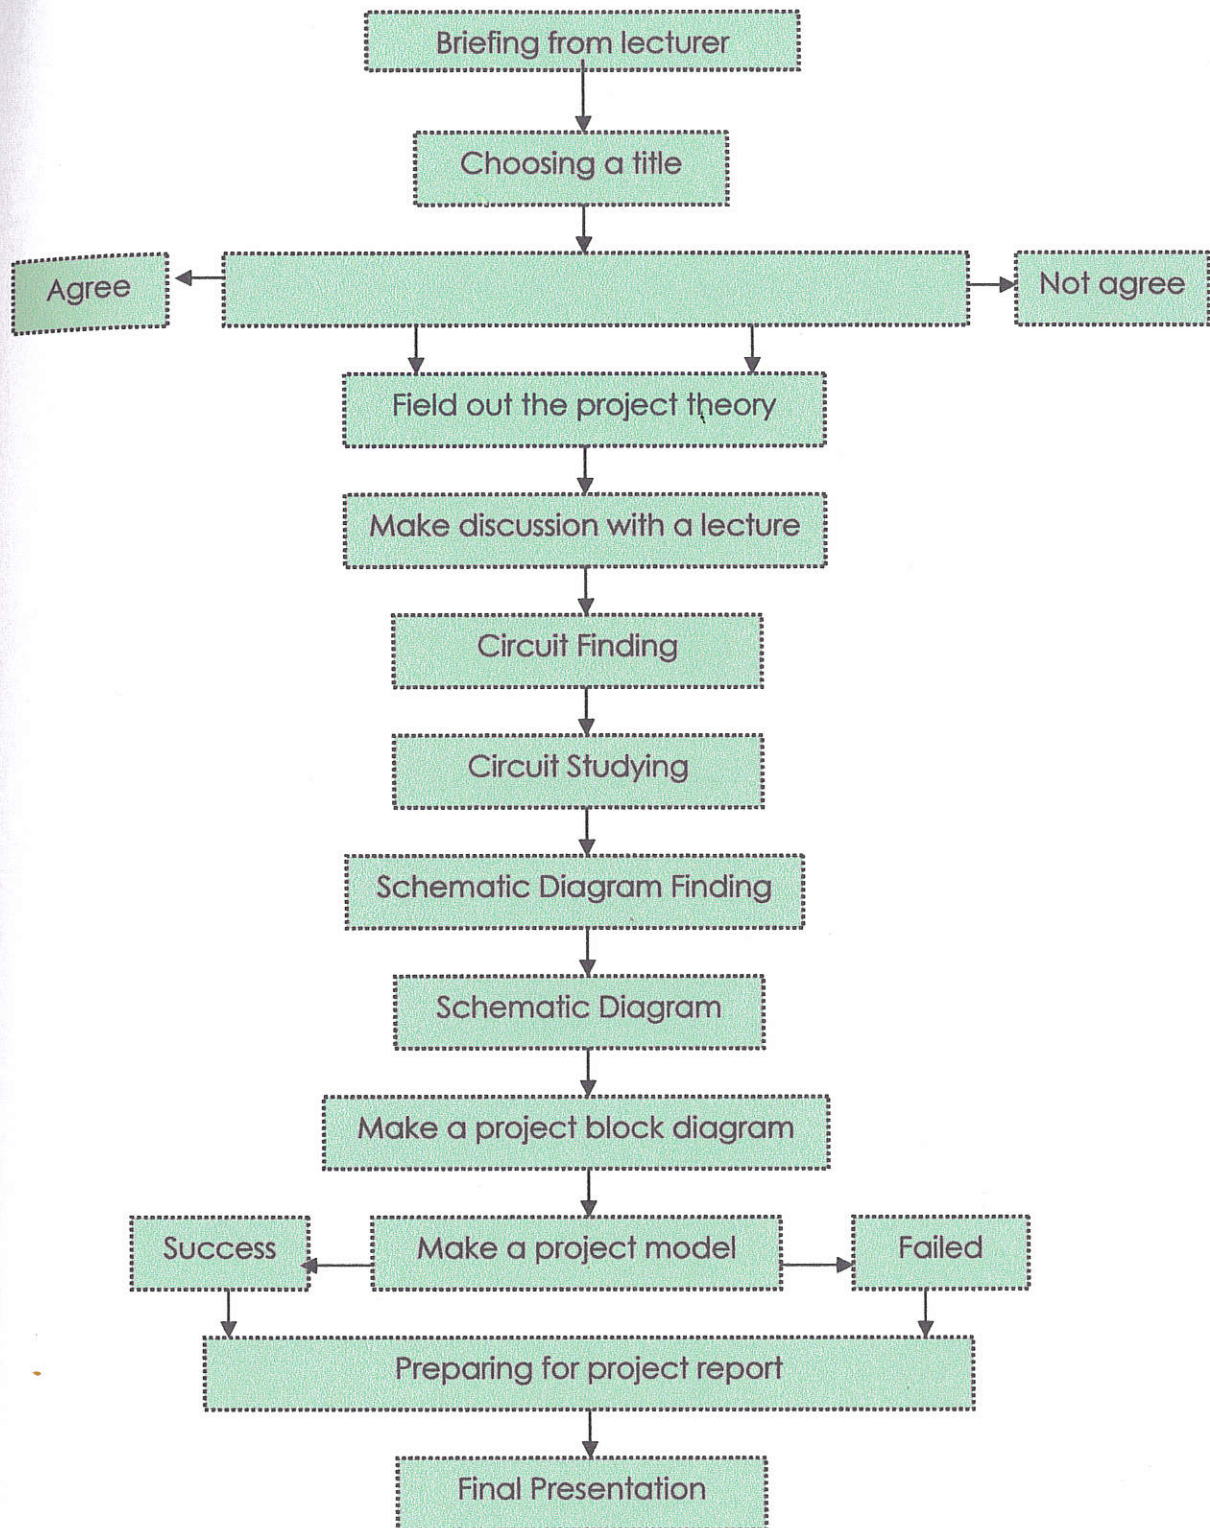 Briefing from lecturer
Choosing a title
Agree
Not agree
Field out the project theory
Make discussion with a lecture
Circuit Finding
Circuit Studying
Schematic Diagram Finding
Schematic Diagram
Make a project block diagram
Success
Make a project model
Failed
Preparing for project report
Final Presentation